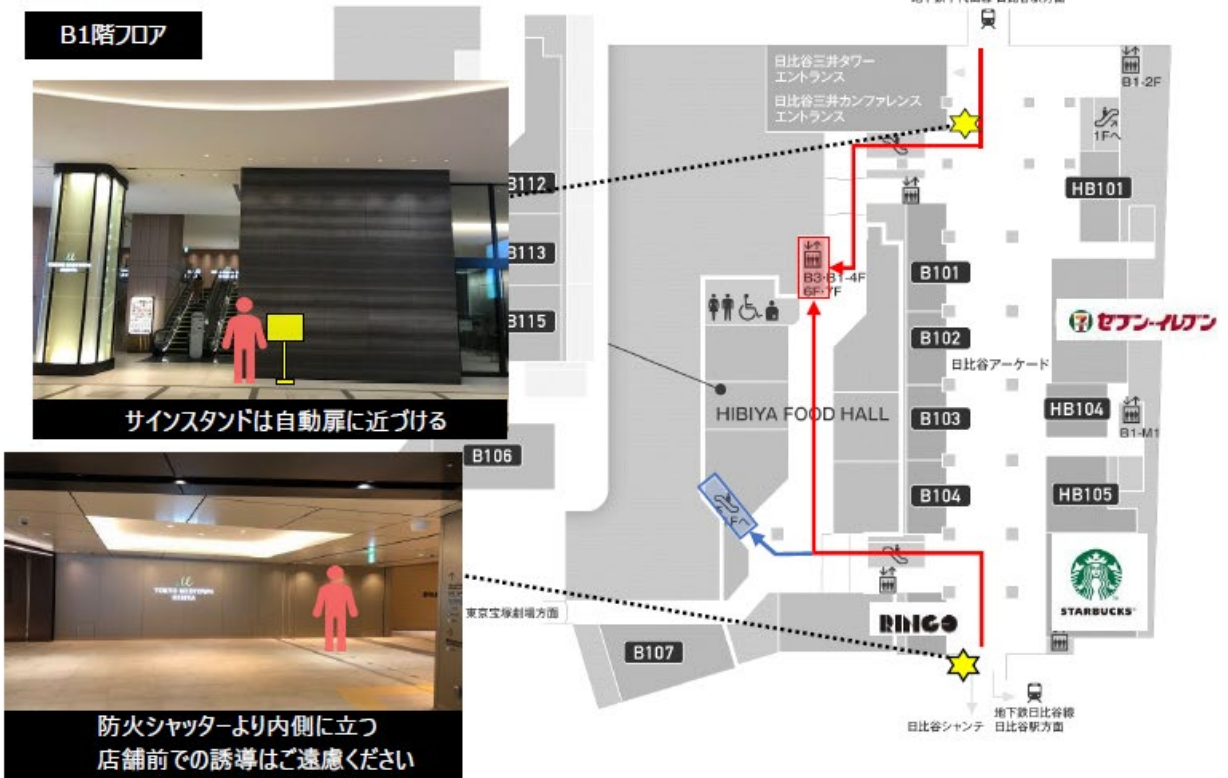 B1階フロア
TOKYO MIDTOWN
HIBIYA
サインスタンドは自動扉に近づける
TOKYO MIDTOWN
HIBIYA
防火シャッターより内側に立つ
店舗前での誘導はご遠慮ください
日比谷三井タワー
エントランス
日比谷三井カンファレンス
エントランス
B1-2F
1Fへ
HB101
B112
B113
B115
B106
B3・B1-4F
6F・7F
B101
B102
B103
B104
セブン-イレブン
日比谷アーケード
HIBIYA FOOD HALL
HB104
B1-M1
HB105
STARBUCKS
RINGO
東京宝塚劇場方面
B107
日比谷シャンテ
地下鉄日比谷線
日比谷駅方面